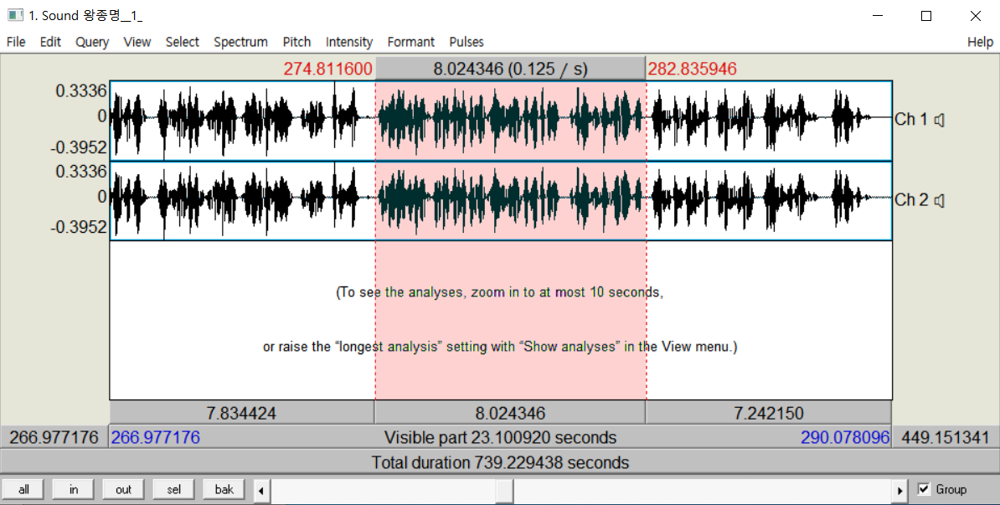 1. Sound 왕종명__1_
File Edit Query View Select Spectrum Pitch Intensity Formant Pulses Help
274.811600 8.024346 (0.125 / s) 282.835946
0.3336
0
-0.3952
Ch 1
0.3336
0
-0.3952
Ch 2
(To see the analyses, zoom in to at most 10 seconds,
or raise the “longest analysis” setting with “Show analyses” in the View menu.)
7.834424 8.024346 7.242150
266.977176 266.977176 Visible part 23.100920 seconds 290.078096 449.151341
Total duration 739.229438 seconds
all in out sel bak Group